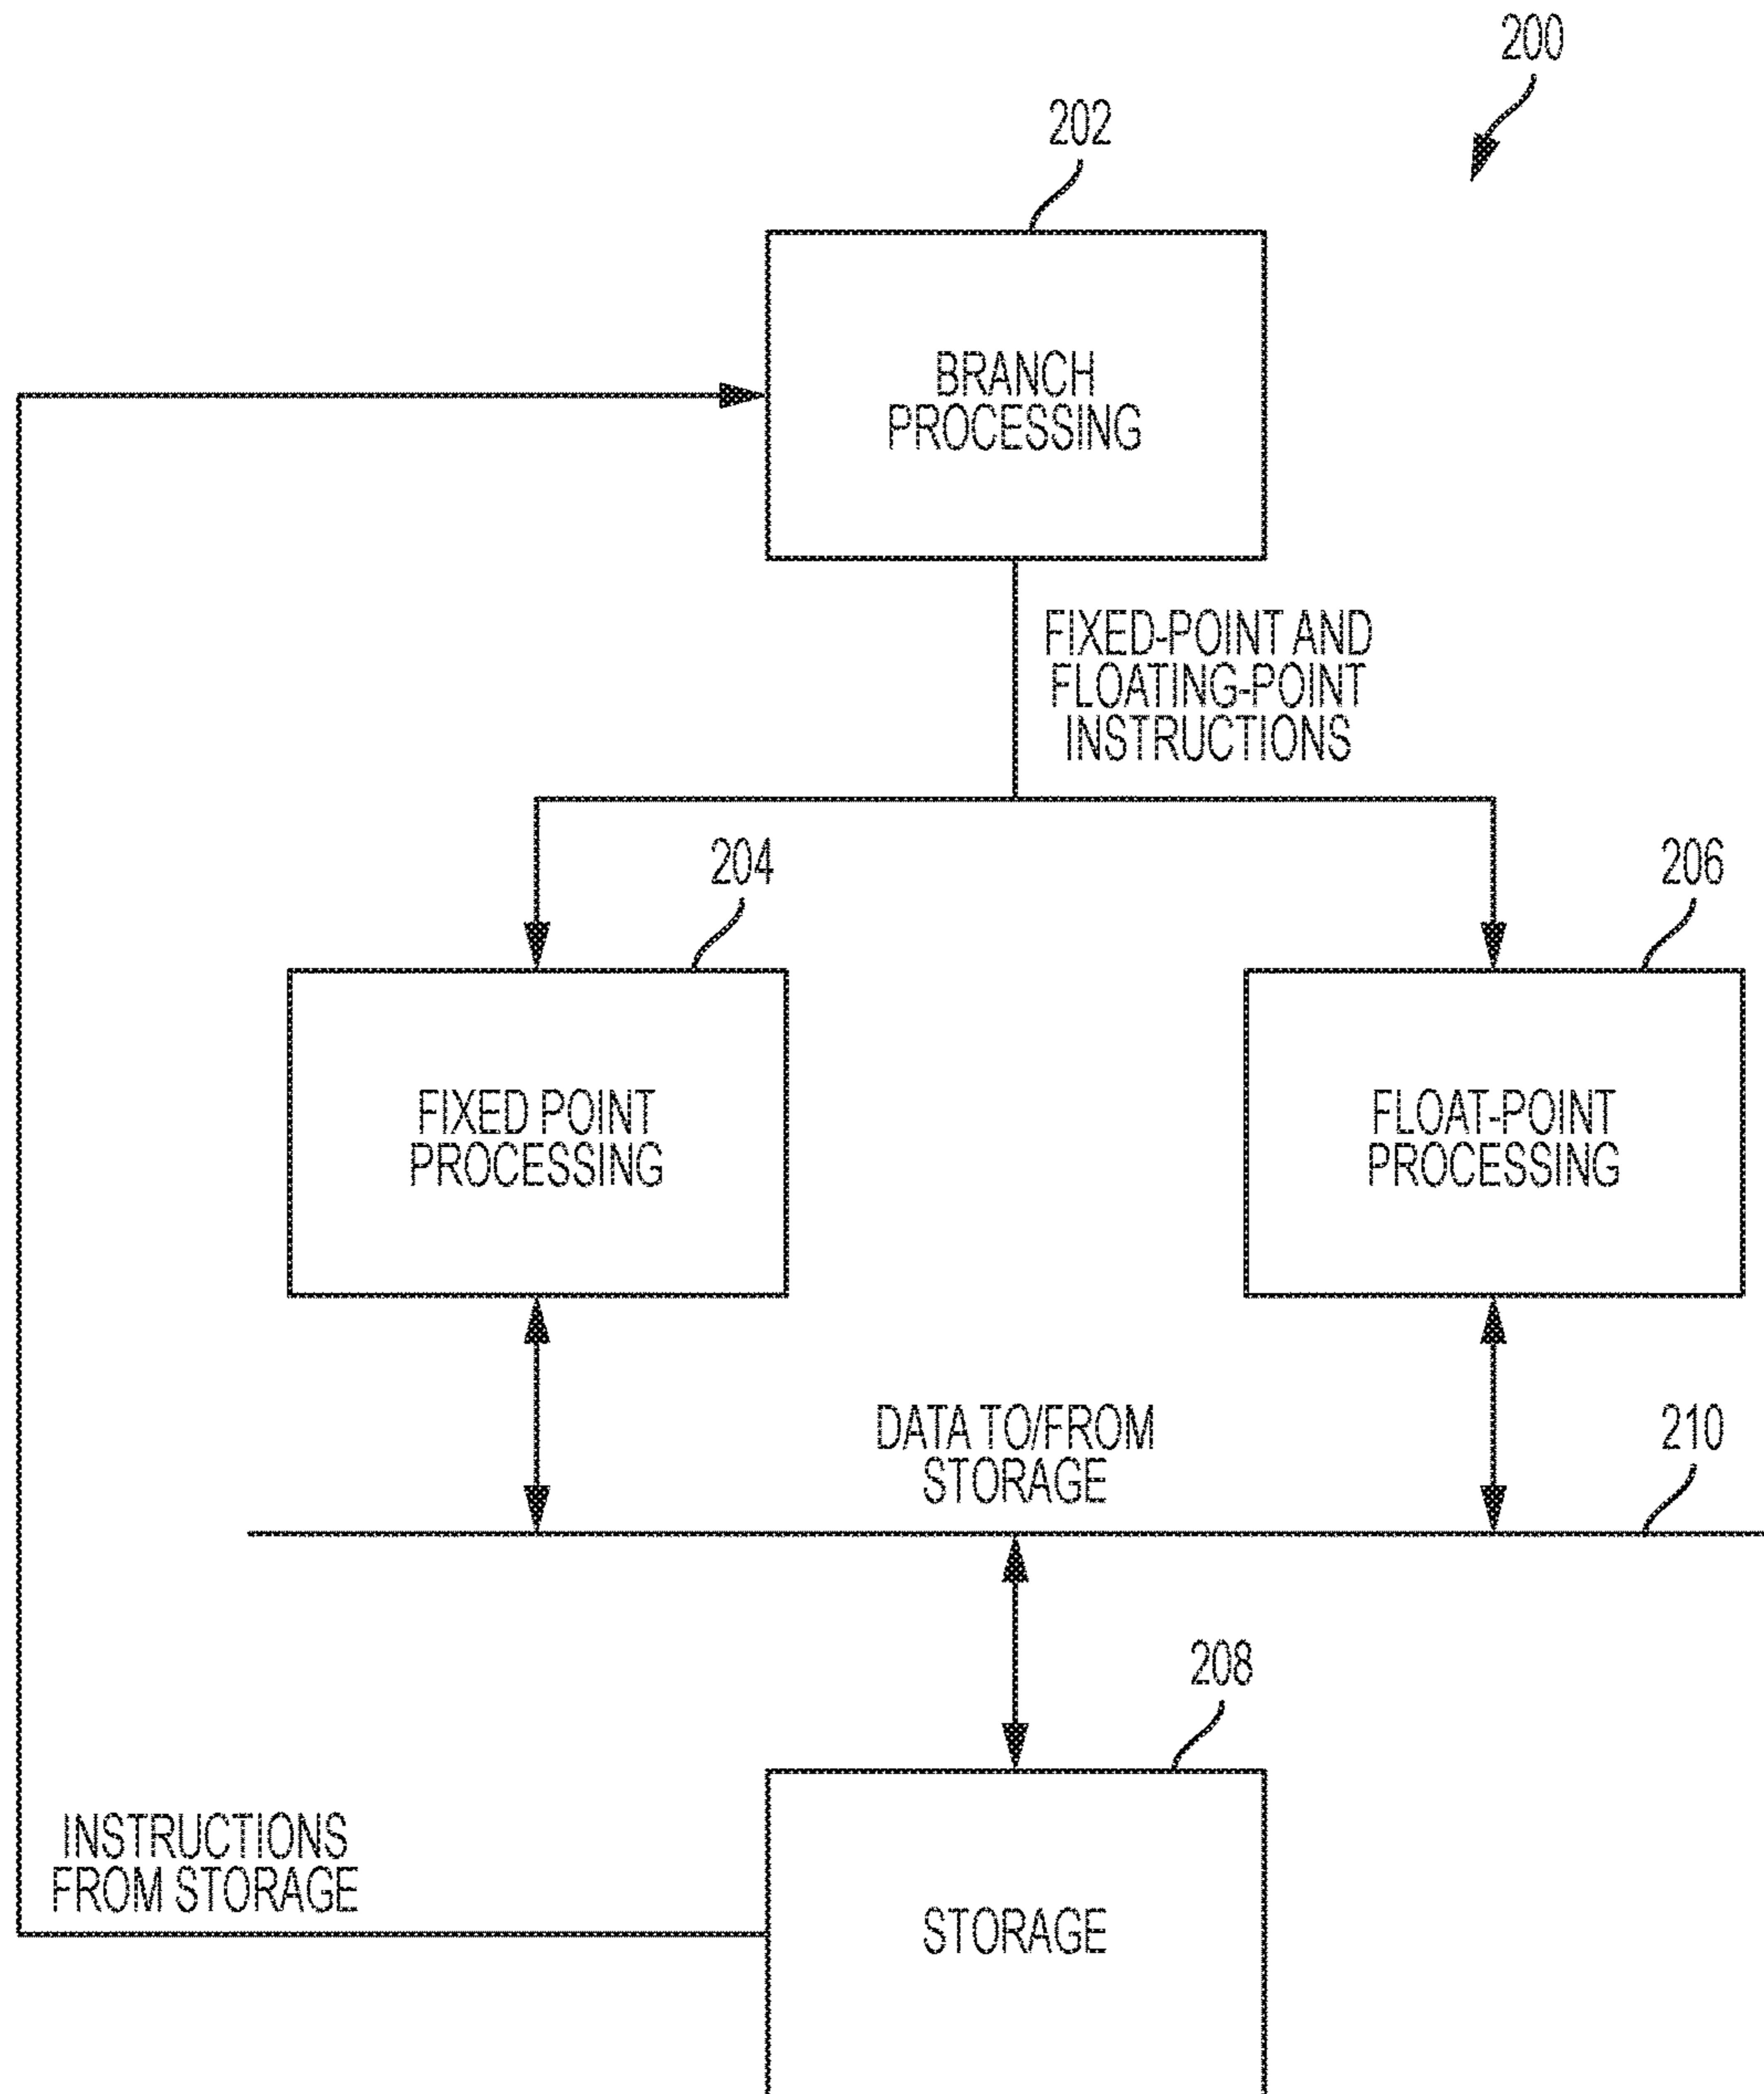 200
202
BRANCH
PROCESSING
FIXED-POINT AND
FLOATING-POINT
INSTRUCTIONS
204
206
FIXED POINT
PROCESSING
FLOAT-POINT
PROCESSING
DATA TO/FROM
STORAGE
210
208
INSTRUCTIONS
FROM STORAGE
STORAGE